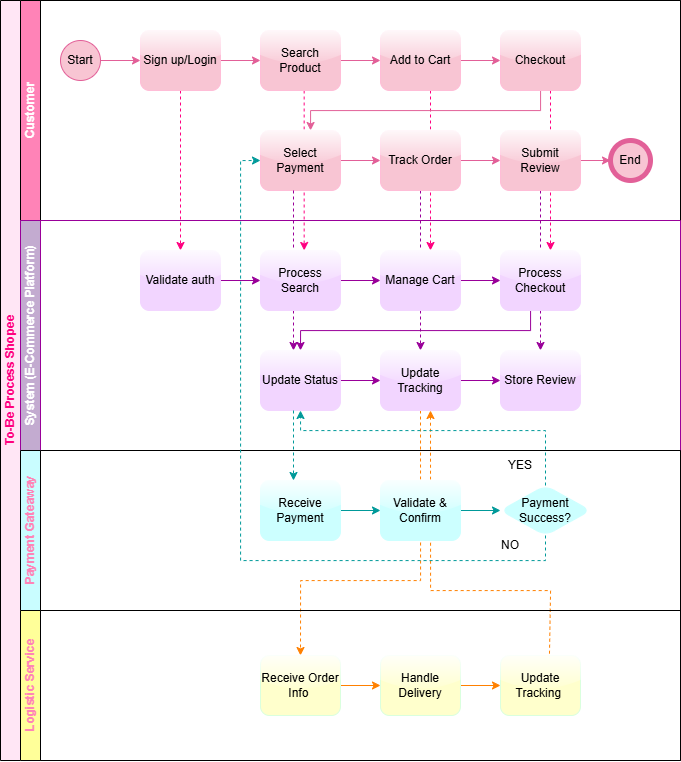 To-Be Process Shopee
Customer
Start
Sign up/Login
Search
Product
Add to Cart
Checkout
Select
Payment
Track Order
Submit
Review
End
System (E-Commerce Platform)
Validate auth
Process
Search
Manage Cart
Process
Checkout
Update Status
Update
Tracking
Store Review
Payment Gateaway
YES
Receive
Payment
Validate &
Confirm
Payment
Success?
NO
Logistic Service
Receive Order
Info
Handle
Delivery
Update
Tracking